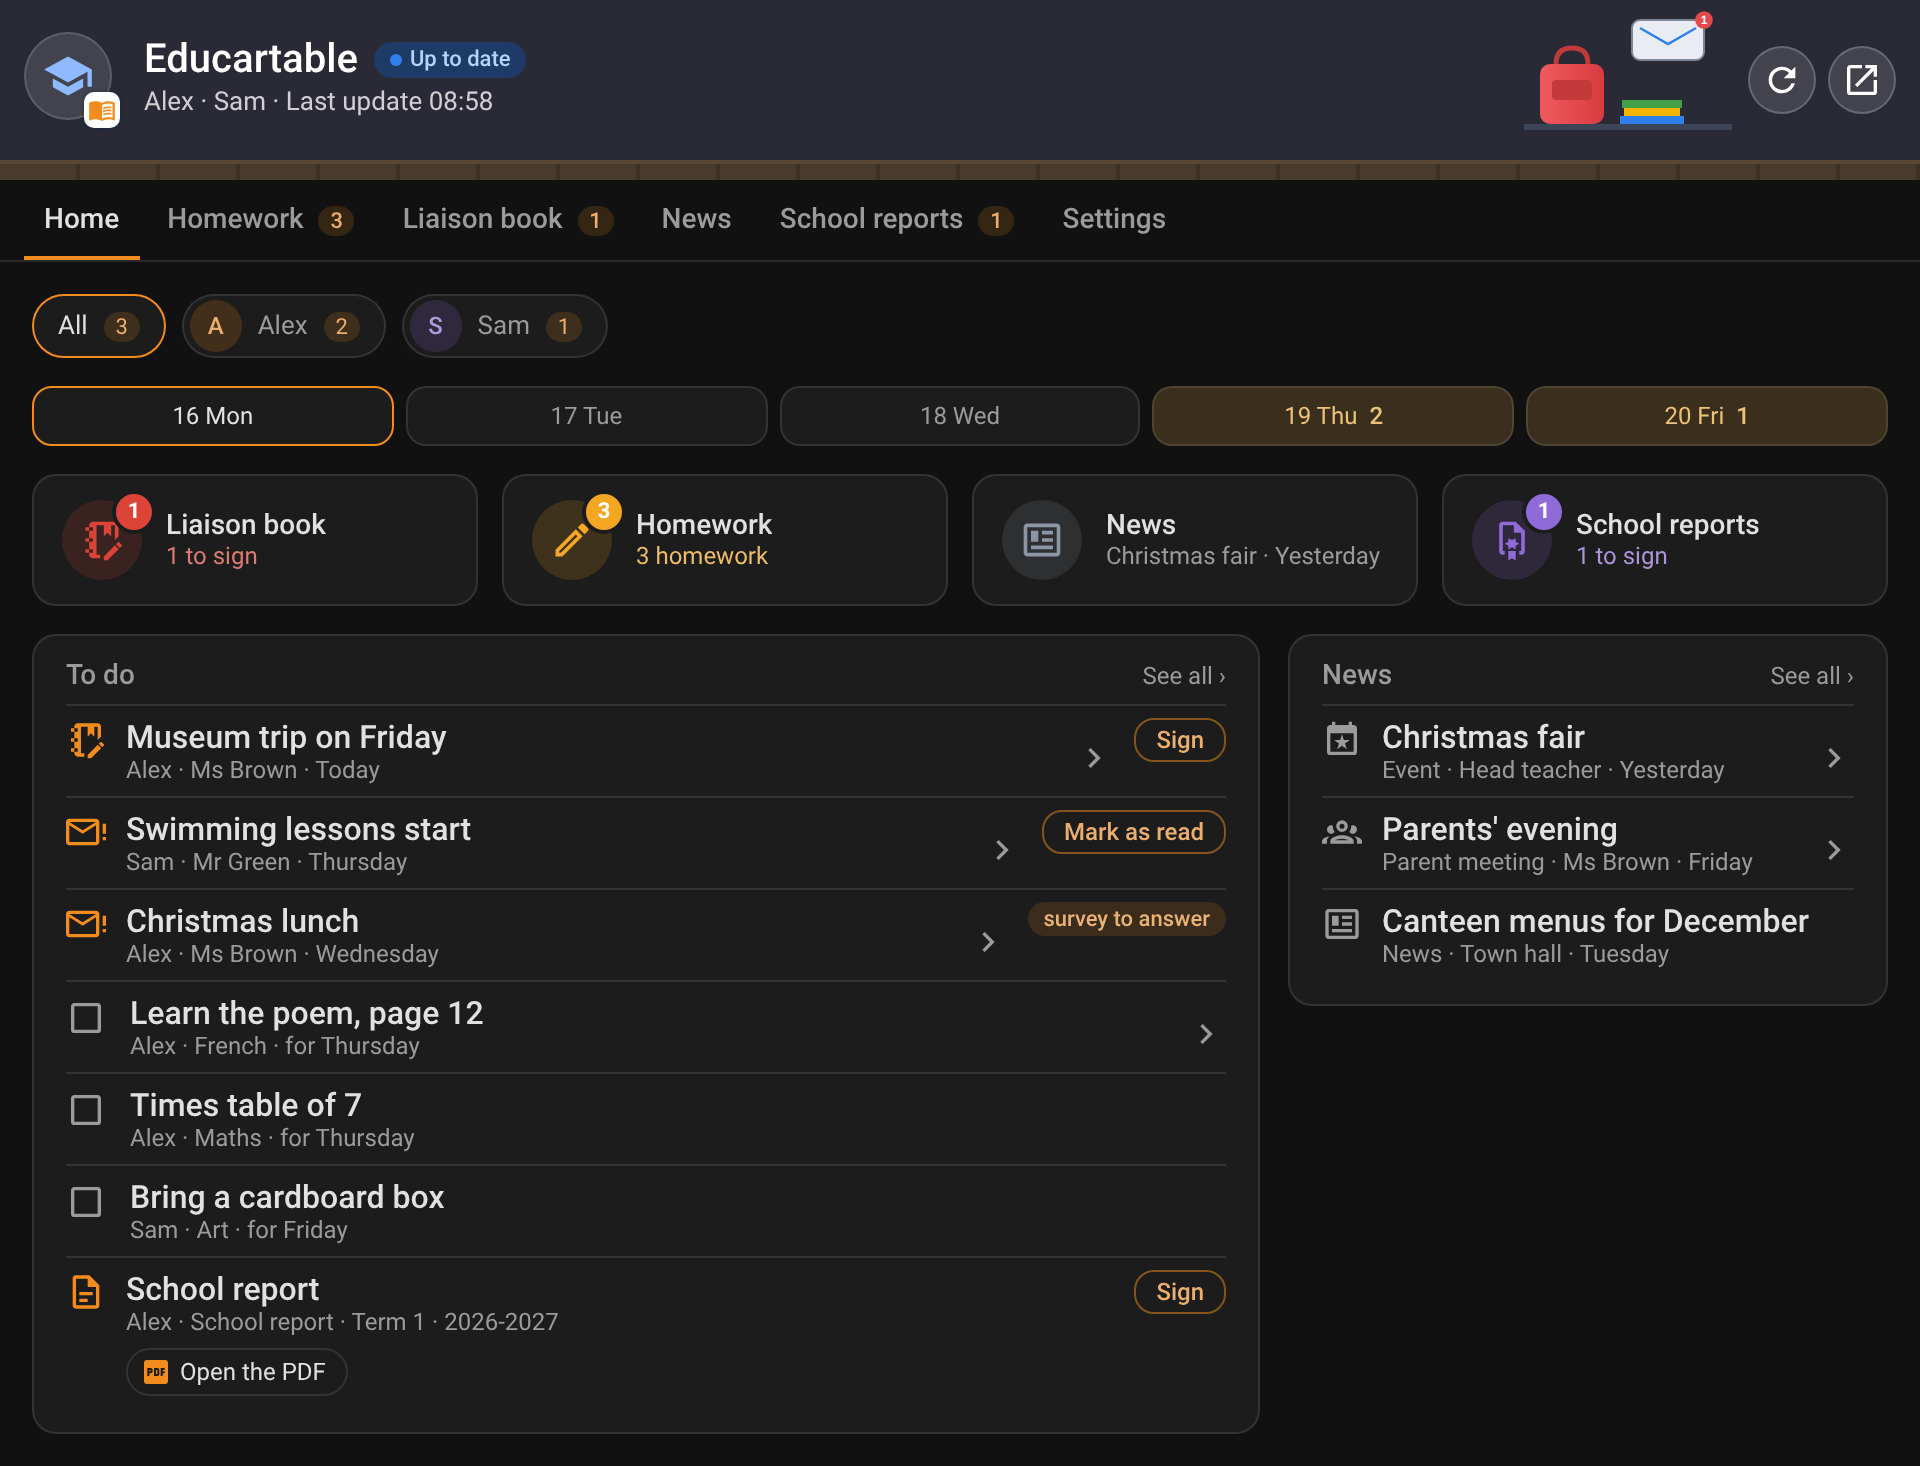 Educartable
Up to date
Alex · Sam · Last update 08:58
1
Home
Homework 3
Liaison book 1
News
School reports 1
Settings
All 3
A Alex 2
S Sam 1
16 Mon
17 Tue
18 Wed
19 Thu 2
20 Fri 1
1
Liaison book
1 to sign
3
Homework
3 homework
News
Christmas fair · Yesterday
1
School reports
1 to sign
To do
See all ›
Museum trip on Friday
Alex · Ms Brown · Today
Sign
Swimming lessons start
Sam · Mr Green · Thursday
Mark as read
Christmas lunch
Alex · Ms Brown · Wednesday
survey to answer
Learn the poem, page 12
Alex · French · for Thursday
Times table of 7
Alex · Maths · for Thursday
Bring a cardboard box
Sam · Art · for Friday
School report
Alex · School report · Term 1 · 2026-2027
Sign
PDF Open the PDF
News
See all ›
Christmas fair
Event · Head teacher · Yesterday
Parents' evening
Parent meeting · Ms Brown · Friday
Canteen menus for December
News · Town hall · Tuesday